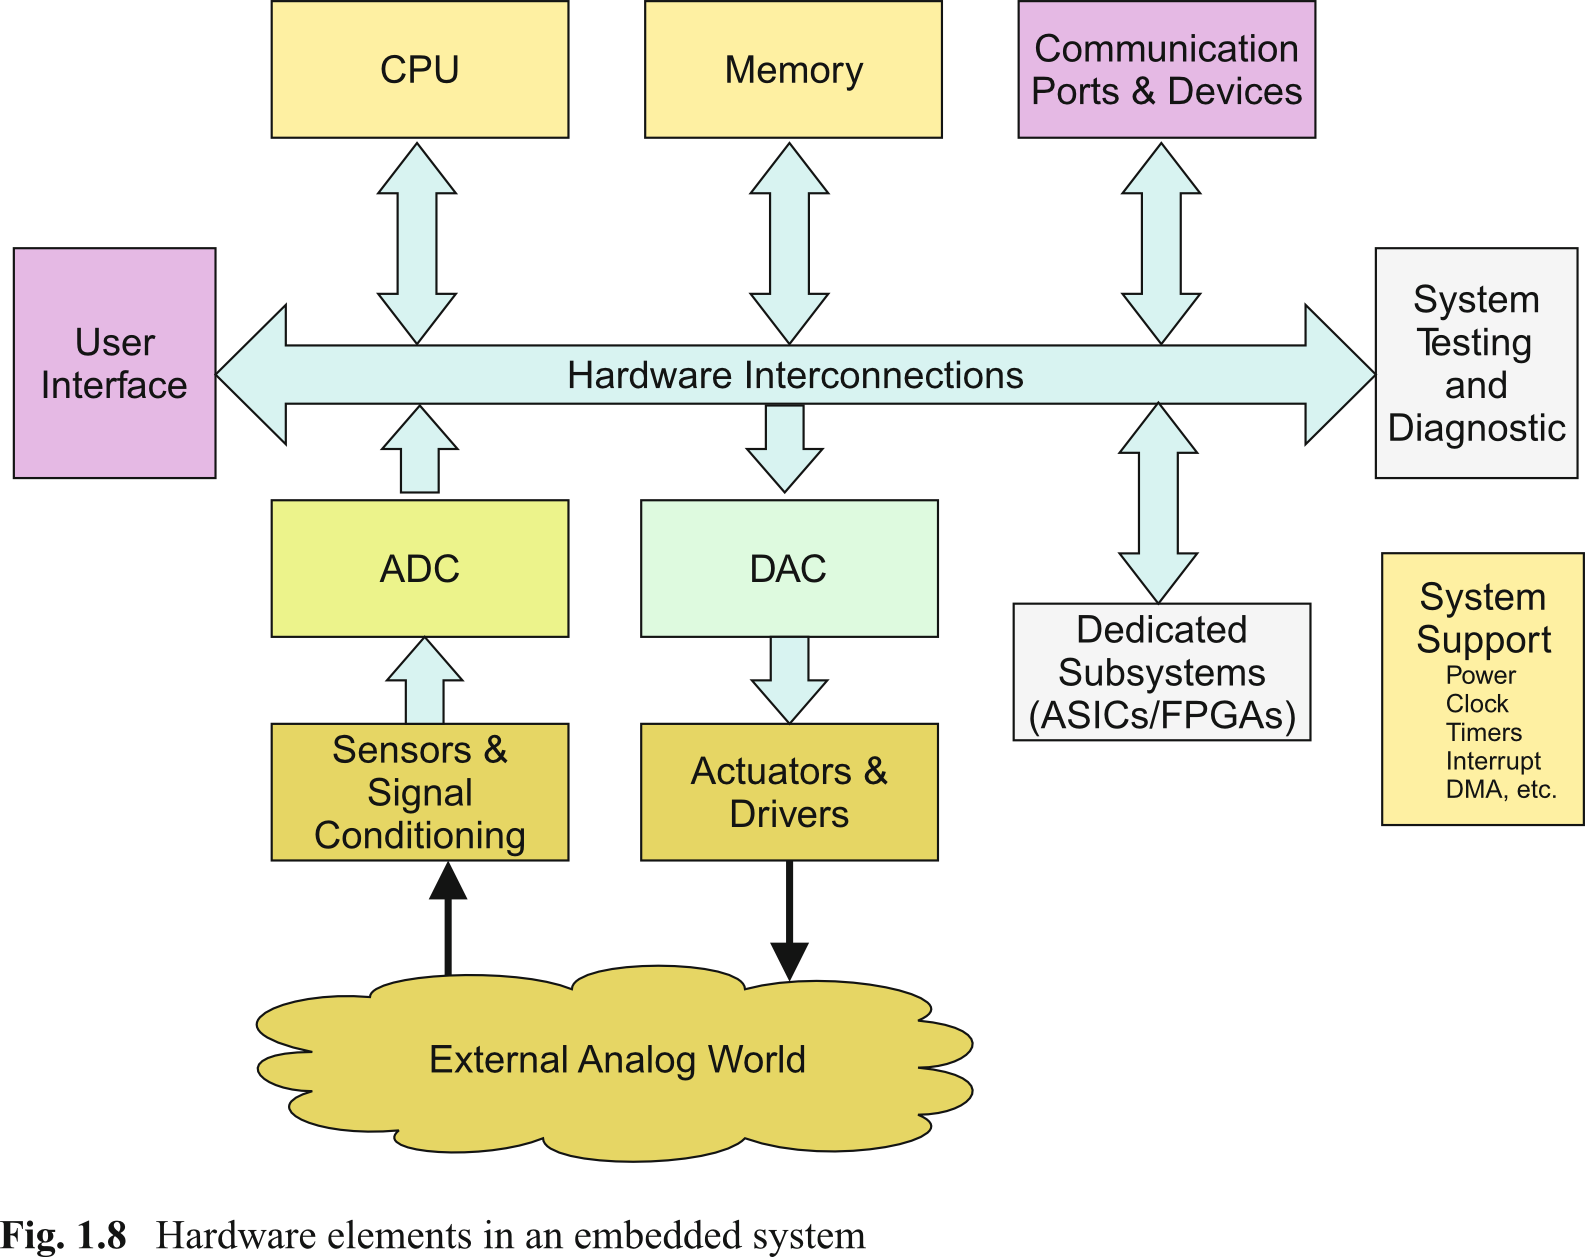 CPU
Memory
Communication
Ports & Devices
User
Interface
Hardware Interconnections
System
Testing
and
Diagnostic
ADC
DAC
Dedicated
Subsystems
(ASICs/FPGAs)
System
Support
Power
Clock
Timers
Interrupt
DMA, etc.
Sensors &
Signal
Conditioning
Actuators &
Drivers
External Analog World
Fig. 1.8 Hardware elements in an embedded system